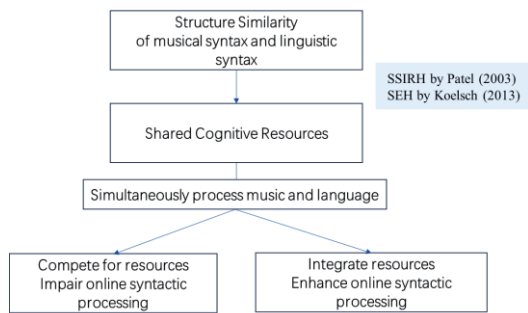 Structure Similarity
of musical syntax and linguistic
syntax
SSIRH by Patel (2003)
SEH by Koelsch (2013)
Shared Cognitive Resources
Simultaneously process music and language
Compete for resources
Impair online syntactic
processing
Integrate resources
Enhance online syntactic
processing